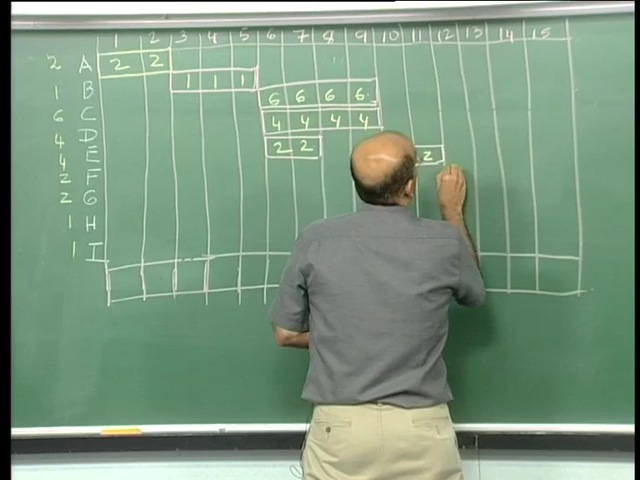 1 2 3 4 5 6 7 8 9 10 11 12 13 14 15
2 A 2 2
1 B 1 1 1
6 C 6 6 6 6
4 D 4 4 4 4
4 E 2 2 2
2 F
2 G
1 H
1 I